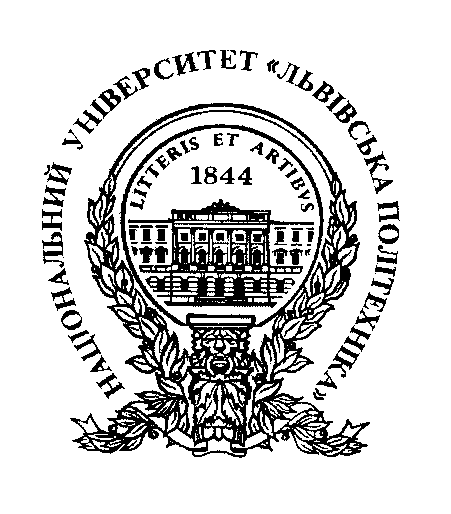 НАЦІОНАЛЬНИЙ УНІВЕРСИТЕТ «ЛЬВІВСЬКА ПОЛІТЕХНІКА»
LITTERIS ET ARTIBVS
1844